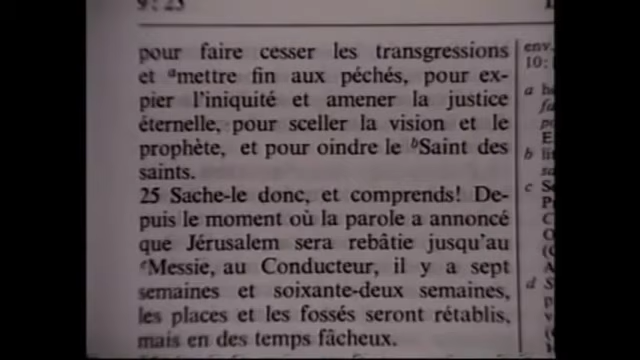 9:25
pour faire cesser les transgressions
et ᵃmettre fin aux péchés, pour ex-
pier l'iniquité et amener la justice
éternelle, pour sceller la vision et le
prophète, et pour oindre le ᵇSaint des
saints.
25 Sache-le donc, et comprends! De-
puis le moment où la parole a annoncé
que Jérusalem sera rebâtie jusqu'au
ᶜMessie, au Conducteur, il y a sept
semaines et soixante-deux semaines,
les places et les fossés seront rétablis,
mais en des temps fâcheux.
env.
10:
a
b
c
d